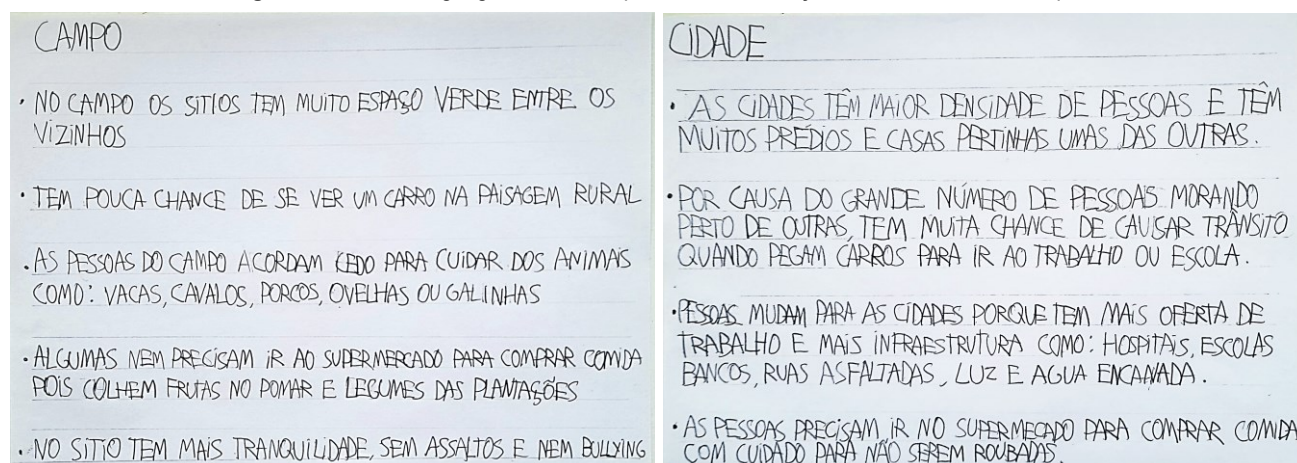 CAMPO
• NO CAMPO OS SITIOS TEM MUITO ESPAÇO VERDE ENTRE OS
VIZINHOS
• TEM POUCA CHANCE DE SE VER UM CARRO NA PAISAGEM RURAL
• AS PESSOAS DO CAMPO ACORDAM CEDO PARA CUIDAR DOS ANIMAIS
COMO: VACAS, CAVALOS, PORCOS, OVELHAS OU GALINHAS
• ALGUMAS NEM PRECISAM IR AO SUPERMERCADO PARA COMPRAR COMIDA
POIS COLHEM FRUTAS NO POMAR E LEGUMES DAS PLANTAÇÕES
• NO SITIO TEM MAIS TRANQUILIDADE, SEM ASSALTOS E NEM BULLYING
CIDADE
• AS CIDADES TÊM MAIOR DENSIDADE DE PESSOAS E TÊM
MUITOS PRÉDIOS E CASAS PERTINHAS UMAS DAS OUTRAS.
• POR CAUSA DO GRANDE NÚMERO DE PESSOAS MORANDO
PERTO DE OUTRAS, TEM MUITA CHANCE DE CAUSAR TRÂNSITO
QUANDO PEGAM CARROS PARA IR AO TRABALHO OU ESCOLA.
• PESSOAS MUDAM PARA AS CIDADES PORQUE TEM MAIS OFERTA DE
TRABALHO E MAIS INFRAESTRUTURA COMO: HOSPITAIS, ESCOLAS
BANCOS, RUAS ASFALTADAS, LUZ E AGUA ENCANADA.
• AS PESSOAS PRECISAM IR NO SUPERMECADO PARA COMPRAR COMIDA
COM CUIDADO PARA NÃO SEREM ROUBADAS.